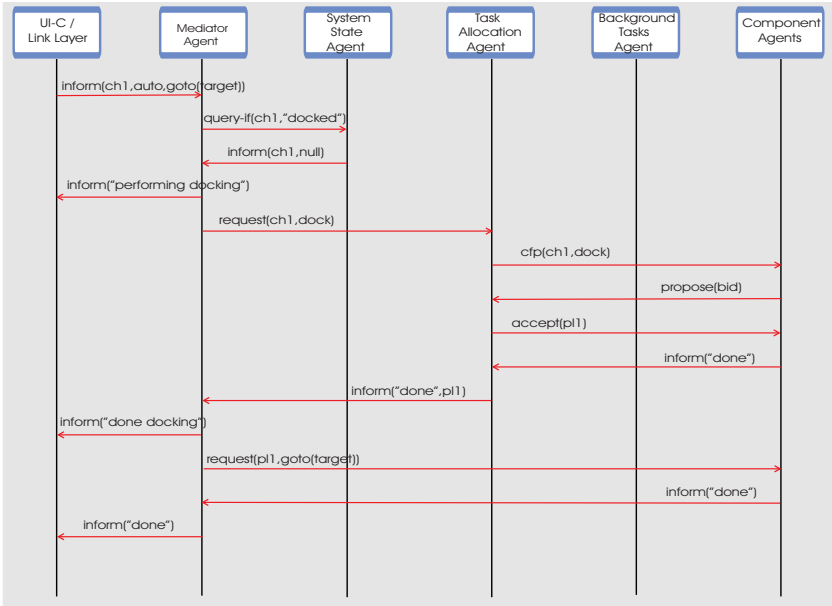 UI-C /
Link Layer
Mediator
Agent
System
State
Agent
Task
Allocation
Agent
Background
Tasks
Agent
Component
Agents
inform(ch1,auto,goto(target))
query-if(ch1,“docked”)
inform(ch1,null)
inform(“performing docking”)
request(ch1,dock)
cfp(ch1,dock)
propose(bid)
accept(pl1)
inform(“done”)
inform(“done”,pl1)
inform(“done docking”)
request(pl1,goto(target))
inform(“done”)
inform(“done”)